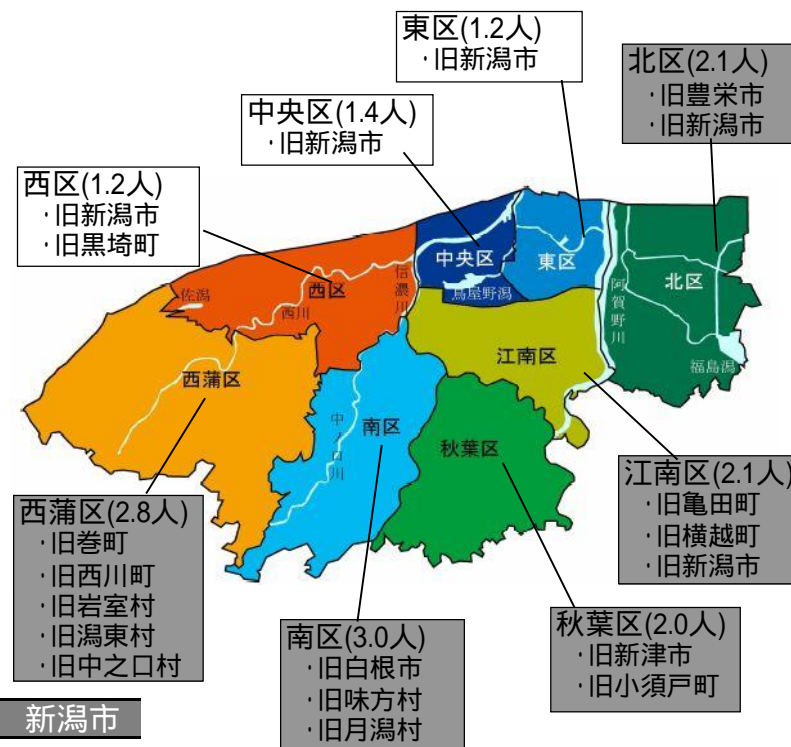 東区(1.2人)
・旧新潟市
北区(2.1人)
・旧豊栄市
・旧新潟市
中央区(1.4人)
・旧新潟市
西区(1.2人)
・旧新潟市
・旧黒埼町
中央区
東区
北区
西区
信濃川
阿賀野川
佐潟
西川
鳥屋野潟
福島潟
江南区
西蒲区
南区
中ノ口川
秋葉区
江南区(2.1人)
・旧亀田町
・旧横越町
・旧新潟市
西蒲区(2.8人)
・旧巻町
・旧西川町
・旧岩室村
・旧潟東村
・旧中之口村
南区(3.0人)
・旧白根市
・旧味方村
・旧月潟村
秋葉区(2.0人)
・旧新津市
・旧小須戸町
新潟市